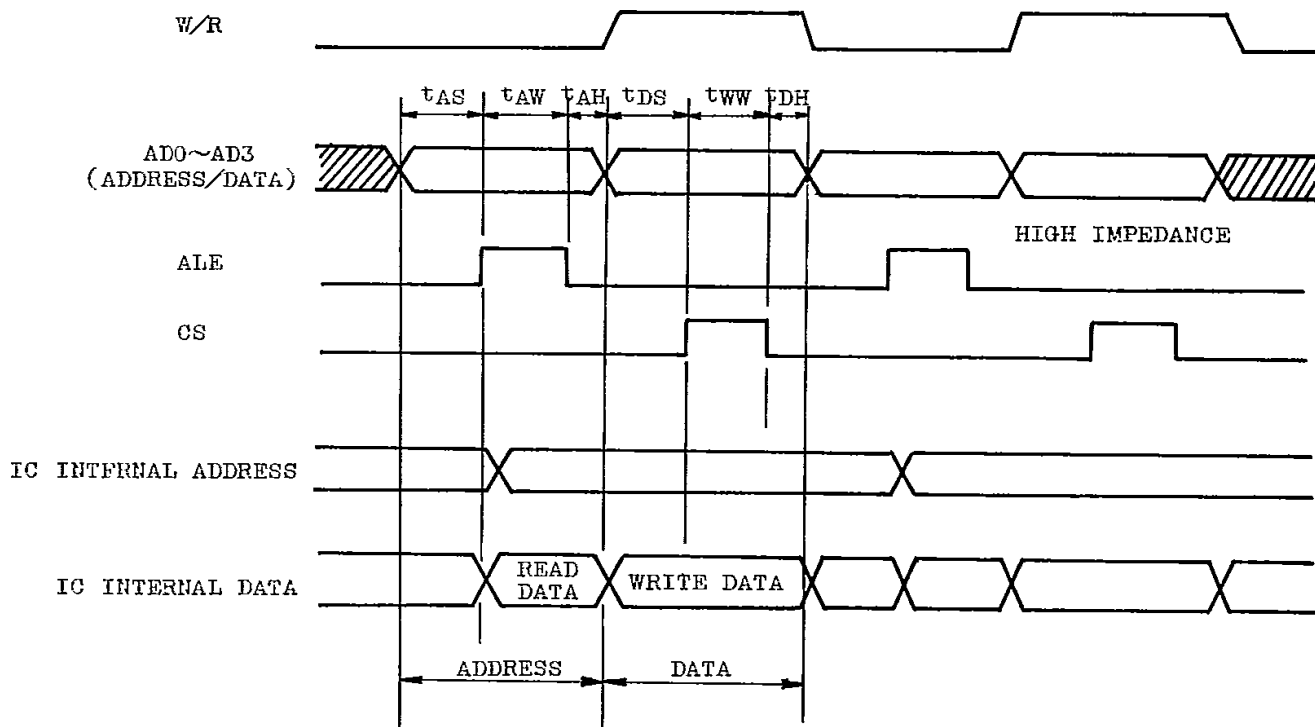 W/R
tAS tAW tAH tDS tWW tDH
AD0~AD3
(ADDRESS/DATA)
HIGH IMPEDANCE
ALE
CS
IC INTFRNAL ADDRESS
IC INTERNAL DATA
READ
DATA
WRITE DATA
ADDRESS
DATA